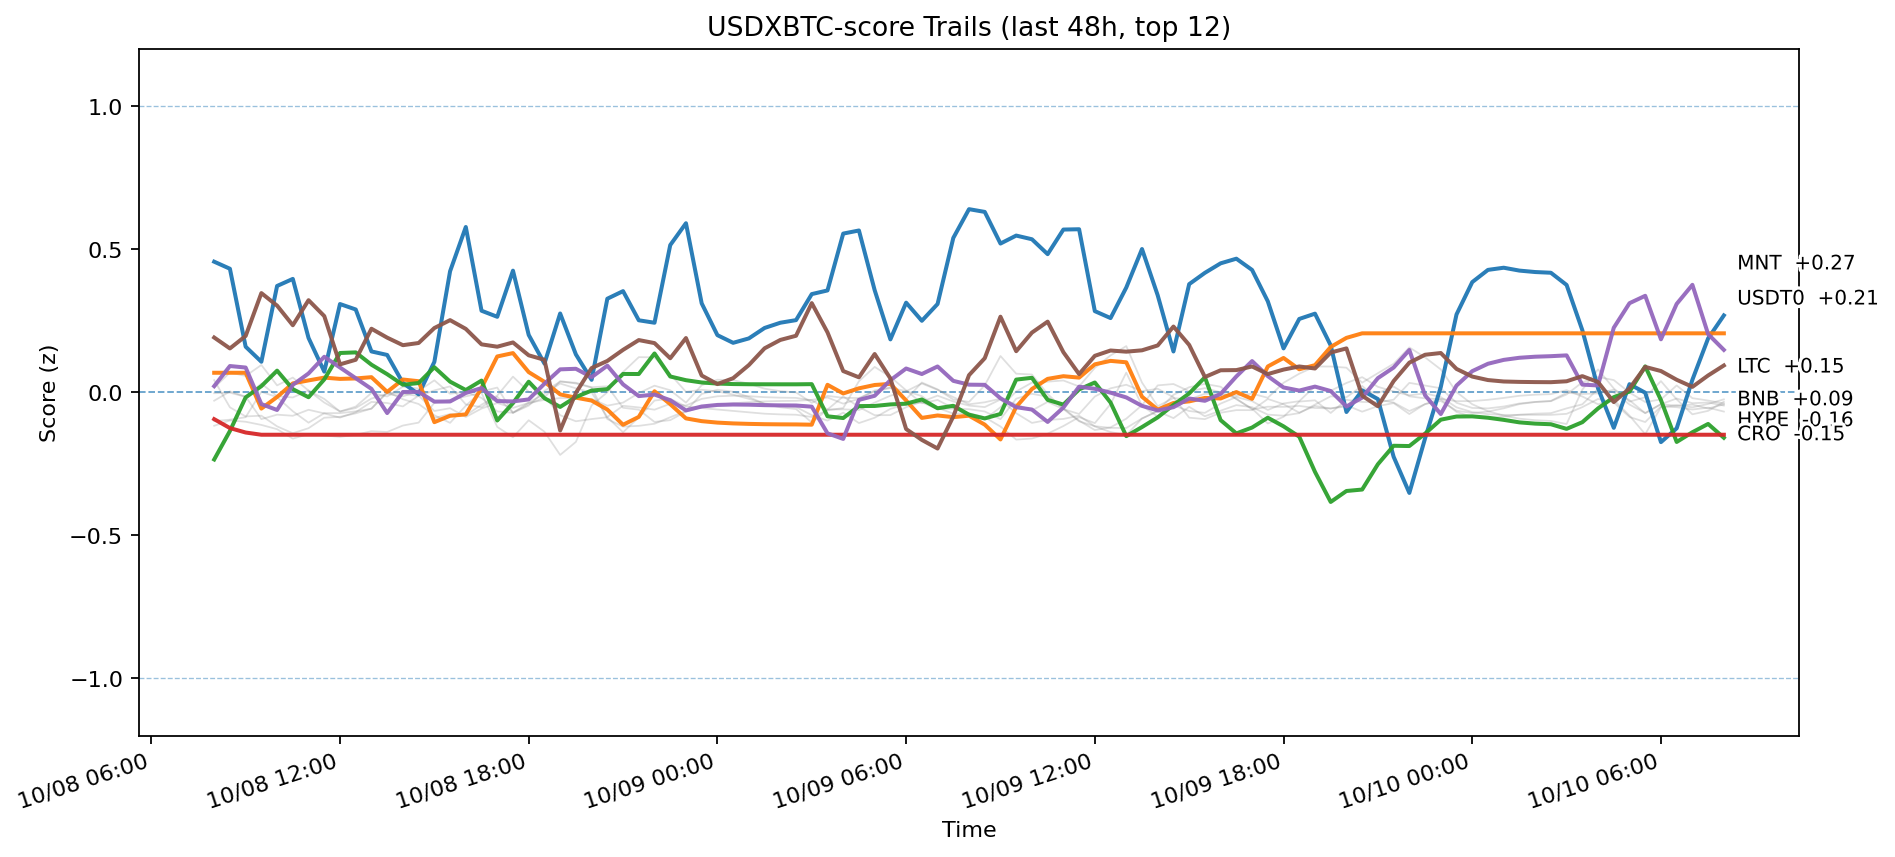 USDXBTC-score Trails (last 48h, top 12)
1.0
0.5
0.0
−0.5
−1.0
Score (z)
MNT +0.27
USDT0 +0.21
LTC +0.15
BNB +0.09
HYPE -0.16
CRO -0.15
10/08 06:00
10/08 12:00
10/08 18:00
10/09 00:00
10/09 06:00
10/09 12:00
10/09 18:00
10/10 00:00
10/10 06:00
Time